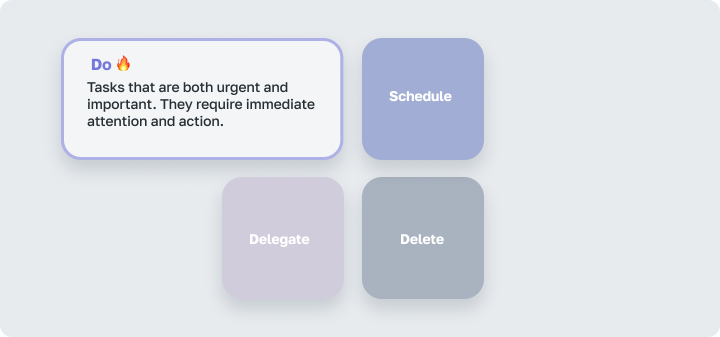 Do 🔥
Tasks that are both urgent and
important. They require immediate
attention and action.
Schedule
Delegate
Delete